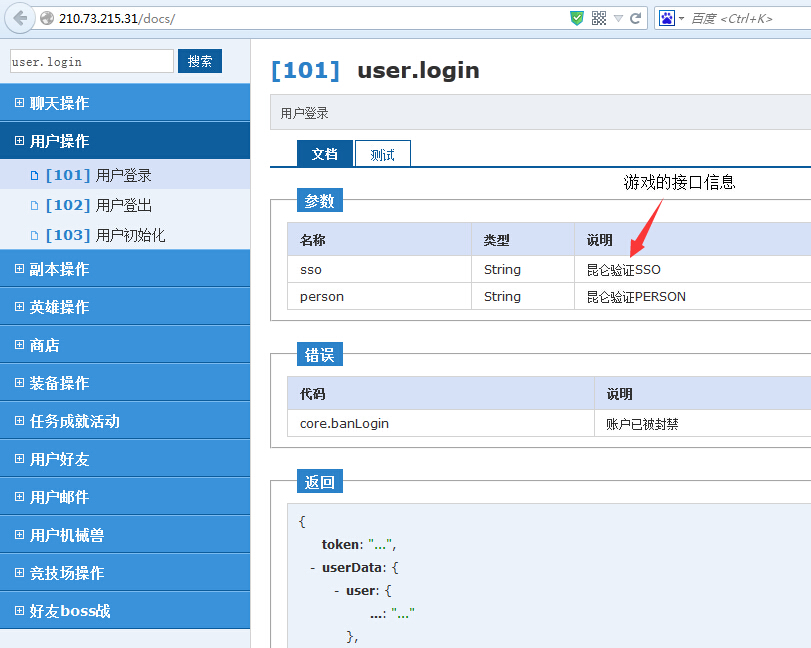 210.73.215.31/docs/
百度 <Ctrl+K>
user.login
搜索
聊天操作
用户操作
[101] 用户登录
[102] 用户登出
[103] 用户初始化
副本操作
英雄操作
商店
装备操作
任务成就活动
用户好友
用户邮件
用户机械兽
竞技场操作
好友boss战
[101] user.login
用户登录
文档
测试
游戏的接口信息
参数
名称 类型 说明
sso String 昆仑验证SSO
person String 昆仑验证PERSON
错误
代码 说明
core.banLogin 账户已被封禁
返回
{
token: "...",
- userData: {
- user: {
...: "..."
},